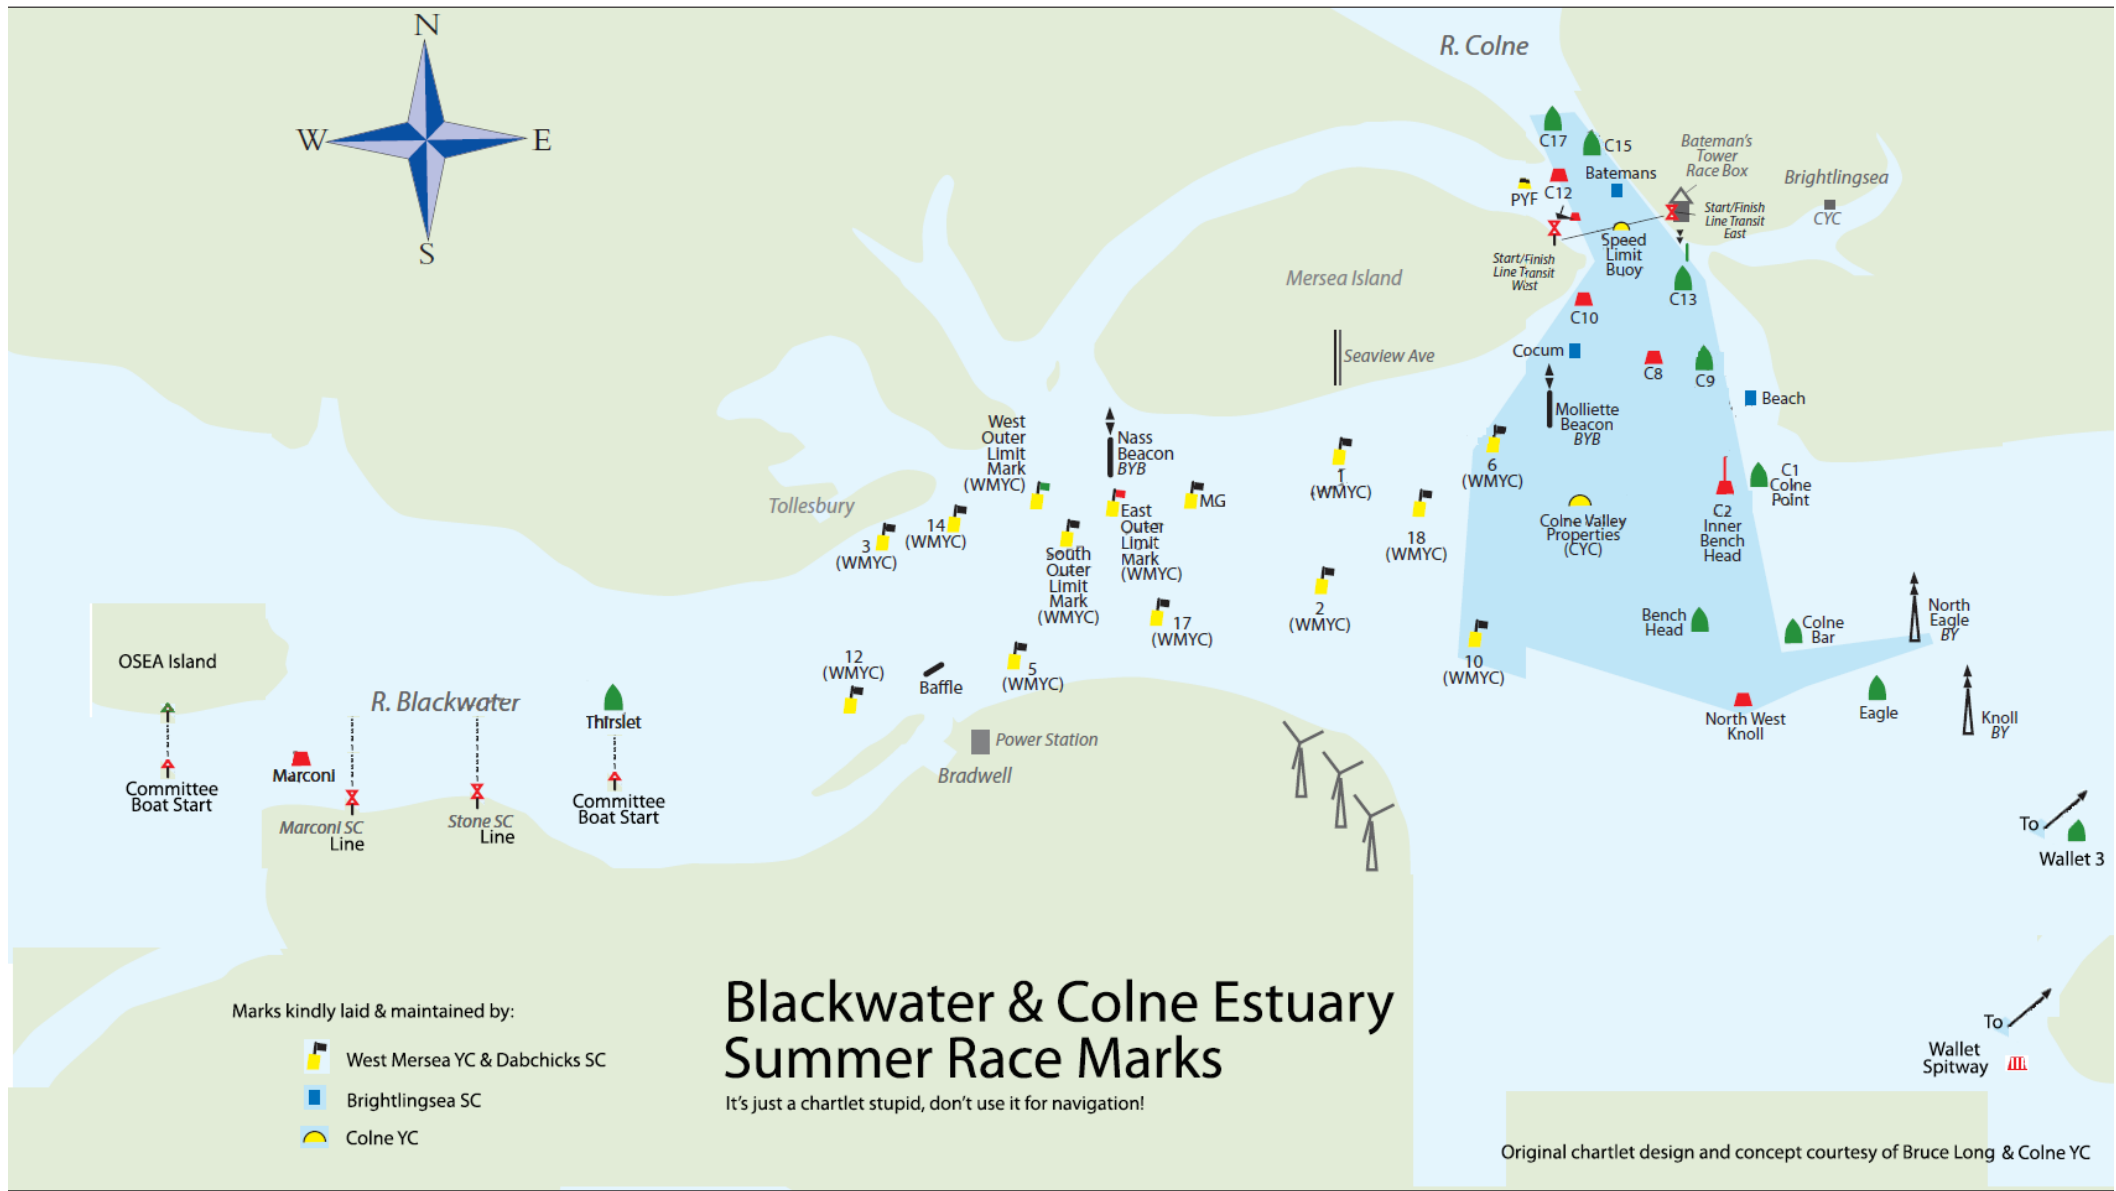 N
W
E
S
R. Colne
C17
C15
Bateman's
Tower
Race Box
Batemans
Brightlingsea
PYF
C12
CYC
Start/Finish
Line Transit
East
Speed
Limit
Buoy
Start/Finish
Line Transit
West
Mersea Island
C13
C10
Seaview Ave
Cocum
C8
C9
Beach
Molliette
Beacon
BYB
West
Outer
Limit
Mark
(WMYC)
Nass
Beacon
BYB
1
(WMYC)
6
(WMYC)
C1
Colne
Point
Tollesbury
MG
14
(WMYC)
3
(WMYC)
East
Outer
Limit
Mark
(WMYC)
South
Outer
Limit
Mark
(WMYC)
18
(WMYC)
Colne Valley
Properties
(CYC)
C2
Inner
Bench
Head
2
(WMYC)
17
(WMYC)
Bench
Head
Colne
Bar
North
Eagle
BY
OSEA Island
12
(WMYC)
Baffle
5
(WMYC)
10
(WMYC)
R. Blackwater
Thirslet
North West
Knoll
Eagle
Knoll
BY
Power Station
Bradwell
Marconi
Committee
Boat Start
Marconi SC
Line
Stone SC
Line
Committee
Boat Start
To
Wallet 3
Blackwater & Colne Estuary
Summer Race Marks
It's just a chartlet stupid, don't use it for navigation!
Marks kindly laid & maintained by:
West Mersea YC & Dabchicks SC
Brightlingsea SC
Colne YC
To
Wallet
Spitway
Original chartlet design and concept courtesy of Bruce Long & Colne YC